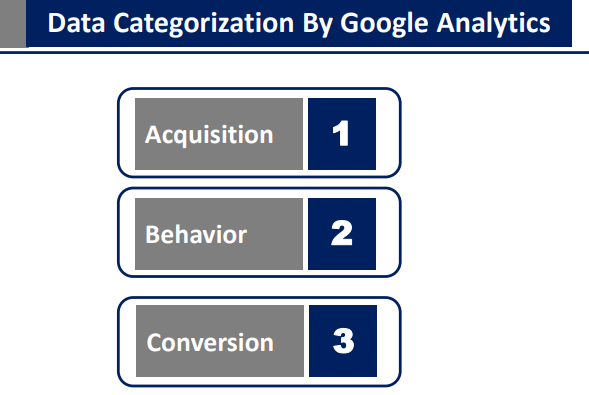 Data Categorization By Google Analytics
Acquisition 1
Behavior 2
Conversion 3